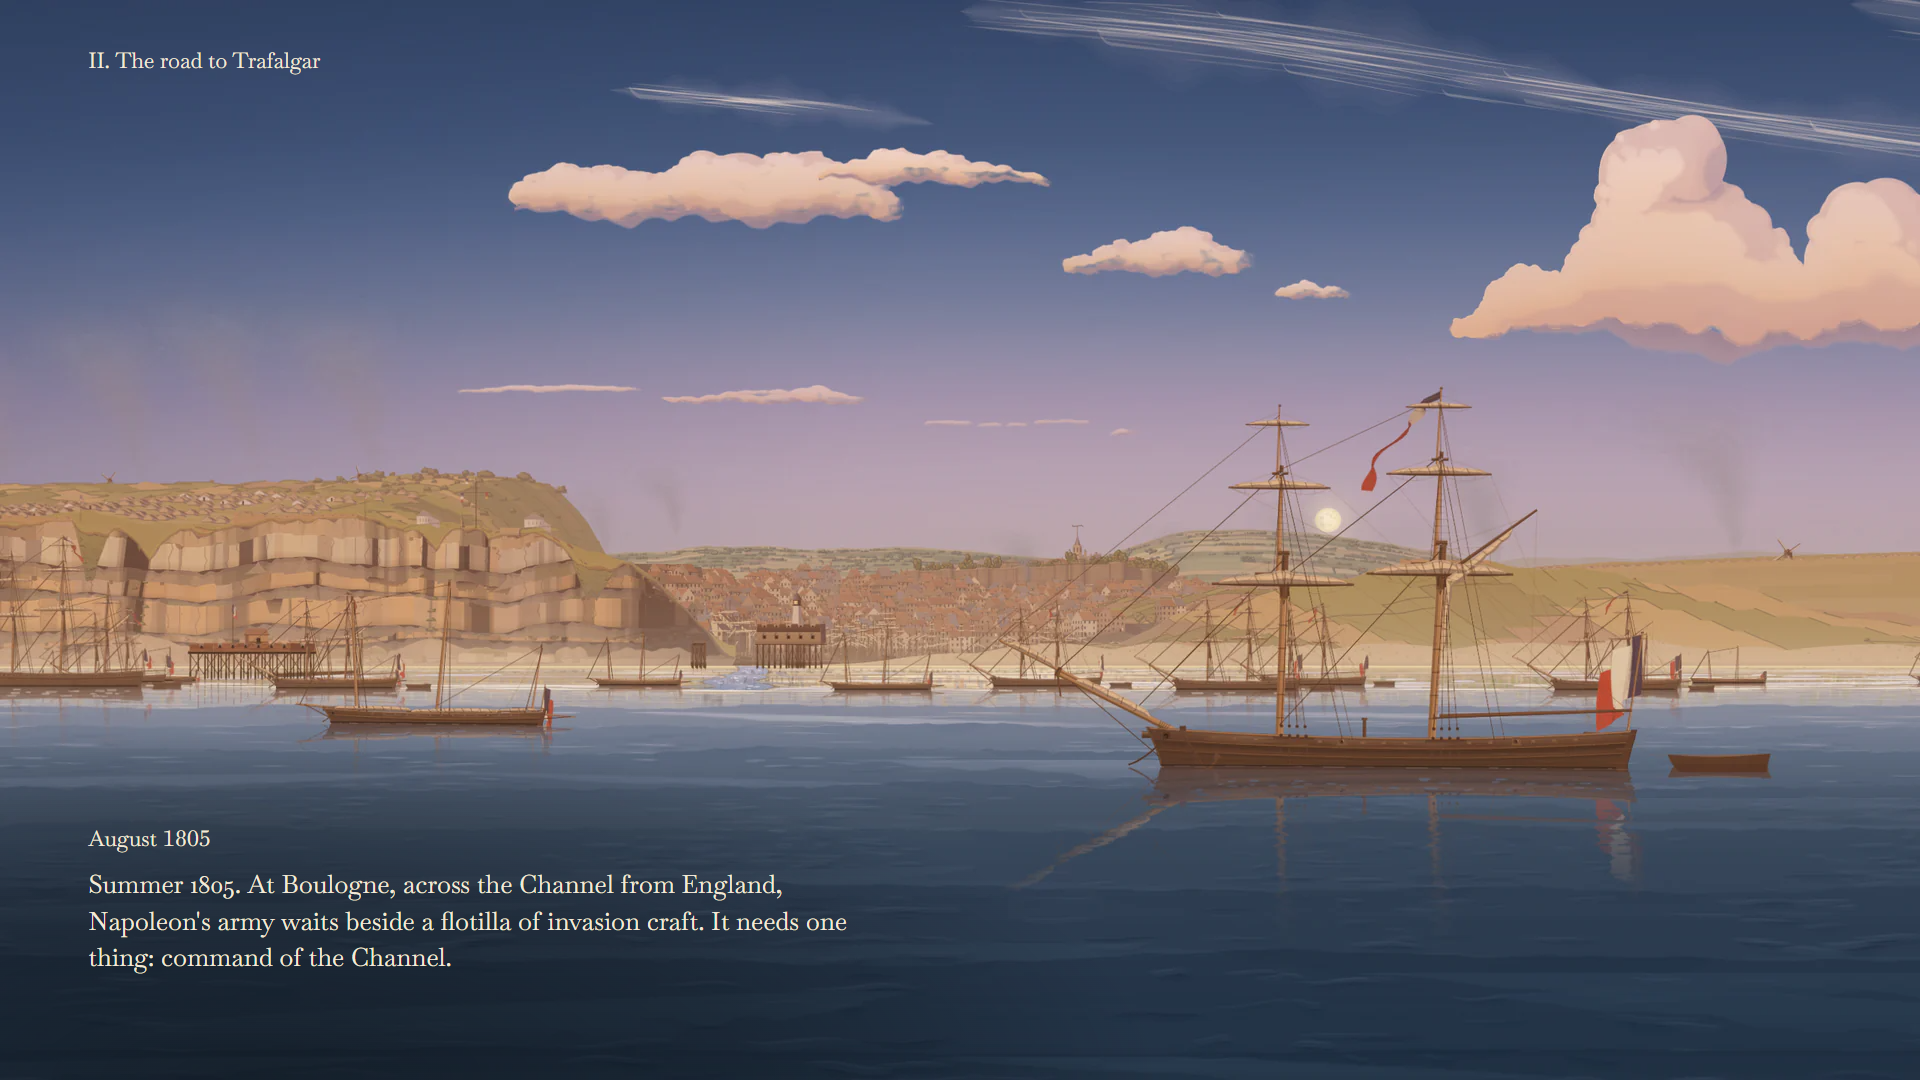 II. The road to Trafalgar
August 1805
Summer 1805. At Boulogne, across the Channel from England,
Napoleon's army waits beside a flotilla of invasion craft. It needs one
thing: command of the Channel.